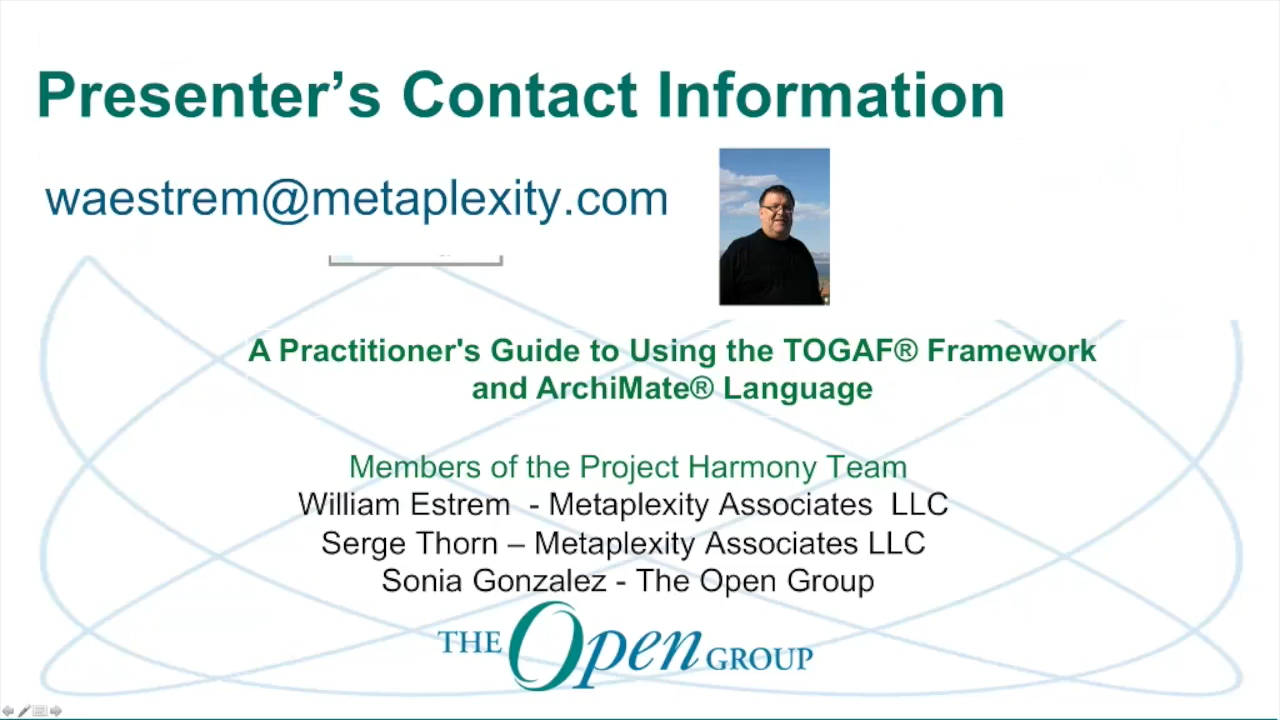 Presenter’s Contact Information
waestrem@metaplexity.com
A Practitioner's Guide to Using the TOGAF® Framework
and ArchiMate® Language
Members of the Project Harmony Team
William Estrem - Metaplexity Associates LLC
Serge Thorn – Metaplexity Associates LLC
Sonia Gonzalez - The Open Group
THE Open GROUP